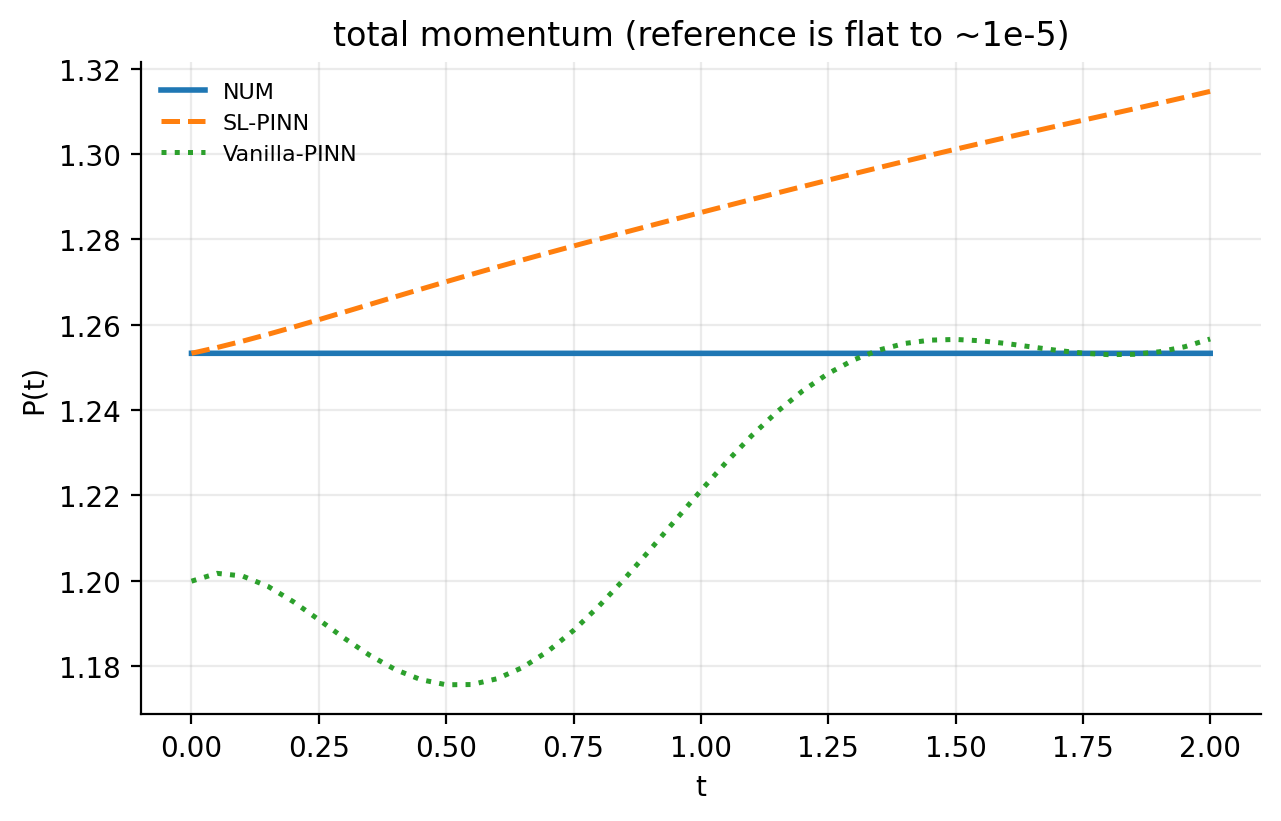 total momentum (reference is flat to ~1e-5)
NUM
SL-PINN
Vanilla-PINN
P(t)
1.32
1.30
1.28
1.26
1.24
1.22
1.20
1.18
0.00 0.25 0.50 0.75 1.00 1.25 1.50 1.75 2.00
t